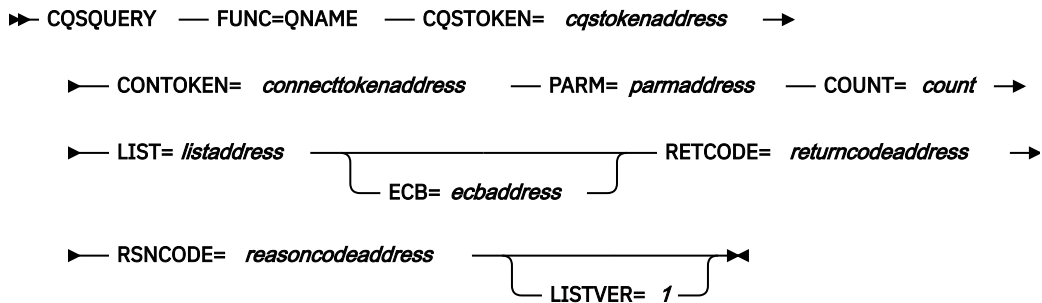 CQSQUERY FUNC=QNAME CQSTOKEN= cqstokenaddress
CONTOKEN= connecttokenaddress PARM= parmaddress COUNT= count
LIST= listaddress RETCODE= returncodeaddress
ECB= ecbaddress
RSNCODE= reasoncodeaddress
LISTVER= 1